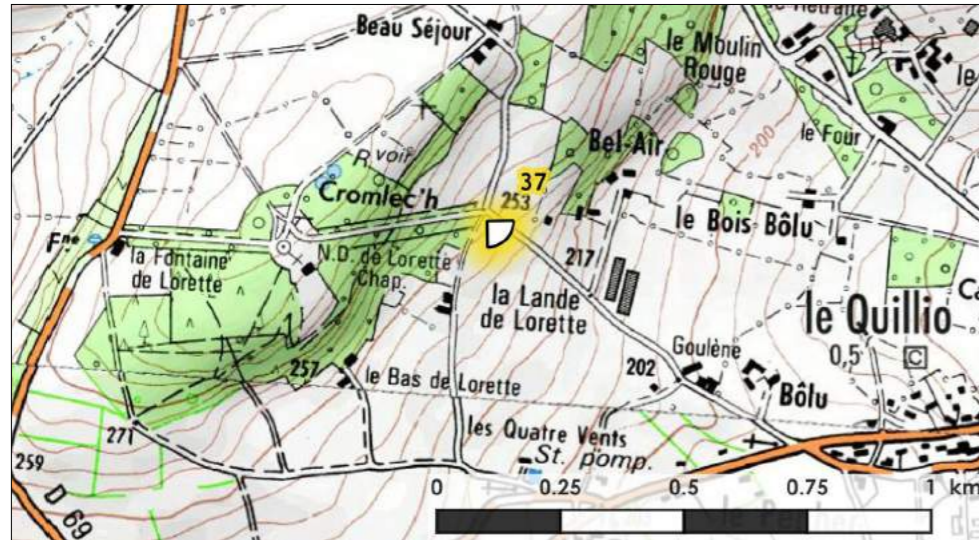 Beau Séjour
le Moulin
Rouge
le
le Four
200
Bel-Air
R voir
37
253
Cromlec'h
le Bois-Bôlu
Fne
la Fontaine
de Lorette
N.D. de Lorette
Chap.
217
la Lande
de Lorette
le Quillio
0,5
C
Goulène
202
257
le Bas de Lorette
Bôlu
271
les Quatre Vents
St. pomp.
259
D 69
0 0.25 0.5 0.75 1 km